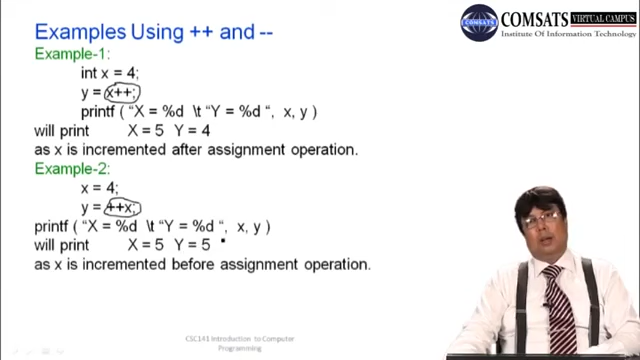 Examples Using ++ and --
COMSATS VIRTUAL CAMPUS
Institute Of Information Technology
Example-1:
int x = 4;
y = x++;
printf ( “X = %d \t “Y = %d “, x, y )
will print X = 5 Y = 4
as X is incremented after assignment operation.
Example-2:
x = 4;
y = ++x;
printf ( “X = %d \t “Y = %d “, x, y )
will print X = 5 Y = 5
as x is incremented before assignment operation.
CSC141 Introduction to Computer
Programming